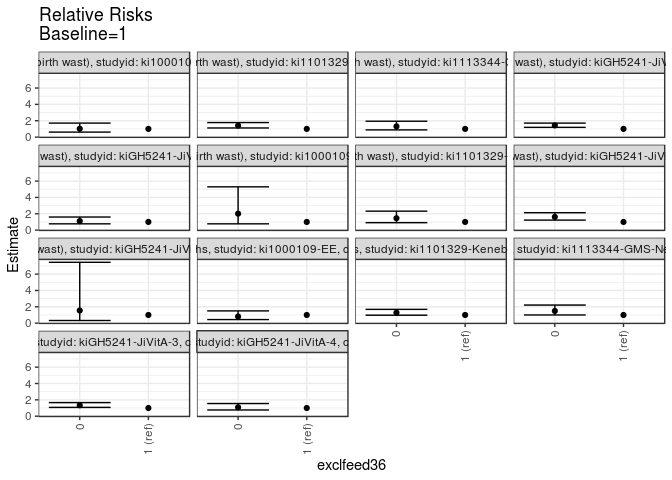 Relative Risks
Baseline=1
birth wast), studyid: ki100010
rth wast), studyid: ki1101329
h wast), studyid: ki1113344-
wast), studyid: kiGH5241-JiV
6
4
2
0
wast), studyid: kiGH5241-JiV
irth wast), studyid: ki1000109
th wast), studyid: ki1101329-
wast), studyid: kiGH5241-JiV
6
4
2
0
wast), studyid: kiGH5241-JiV
hs, studyid: ki1000109-EE, c
s, studyid: ki1101329-Keneb
studyid: ki1113344-GMS-Ne
6
4
2
0
0
1 (ref)
0
1 (ref)
studyid: kiGH5241-JiVitA-3, c
studyid: kiGH5241-JiVitA-4, c
6
4
2
0
0
1 (ref)
0
1 (ref)
Estimate
exclfeed36